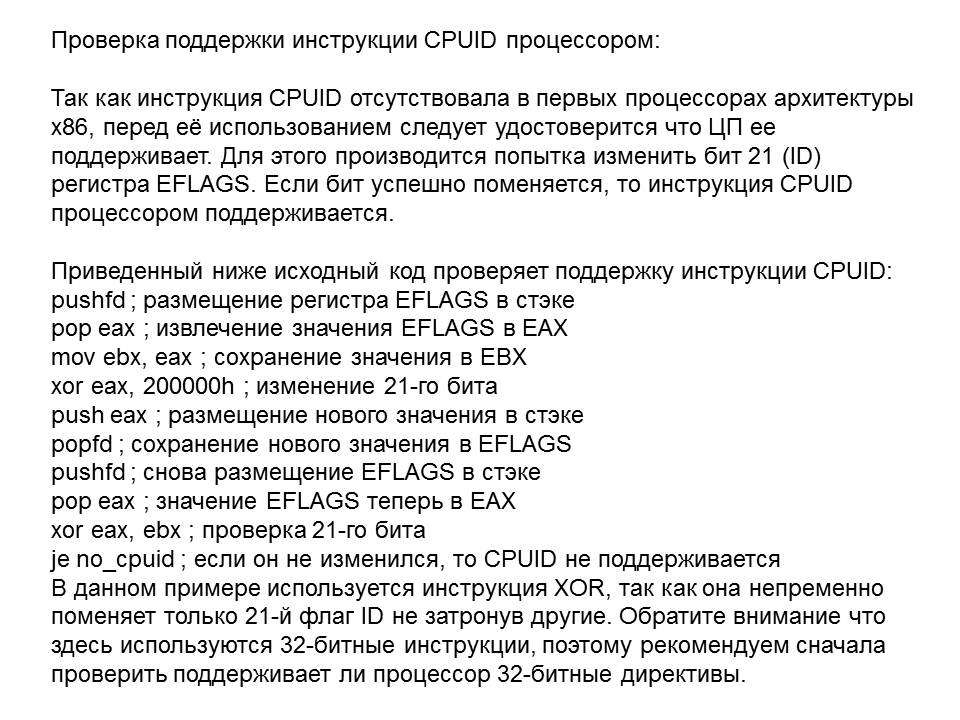 Проверка поддержки инструкции CPUID процессором:
Так как инструкция CPUID отсутствовала в первых процессорах архитектуры
x86, перед её использованием следует удостоверится что ЦП ее
поддерживает. Для этого производится попытка изменить бит 21 (ID)
регистра EFLAGS. Если бит успешно поменяется, то инструкция CPUID
процессором поддерживается.
Приведенный ниже исходный код проверяет поддержку инструкции CPUID:
pushfd ; размещение регистра EFLAGS в стэке
pop eax ; извлечение значения EFLAGS в EAX
mov ebx, eax ; сохранение значения в EBX
xor eax, 200000h ; изменение 21-го бита
push eax ; размещение нового значения в стэке
popfd ; сохранение нового значения в EFLAGS
pushfd ; снова размещение EFLAGS в стэке
pop eax ; значение EFLAGS теперь в EAX
xor eax, ebx ; проверка 21-го бита
je no_cpuid ; если он не изменился, то CPUID не поддерживается
В данном примере используется инструкция XOR, так как она непременно
поменяет только 21-й флаг ID не затронув другие. Обратите внимание что
здесь используются 32-битные инструкции, поэтому рекомендуем сначала
проверить поддерживает ли процессор 32-битные директивы.